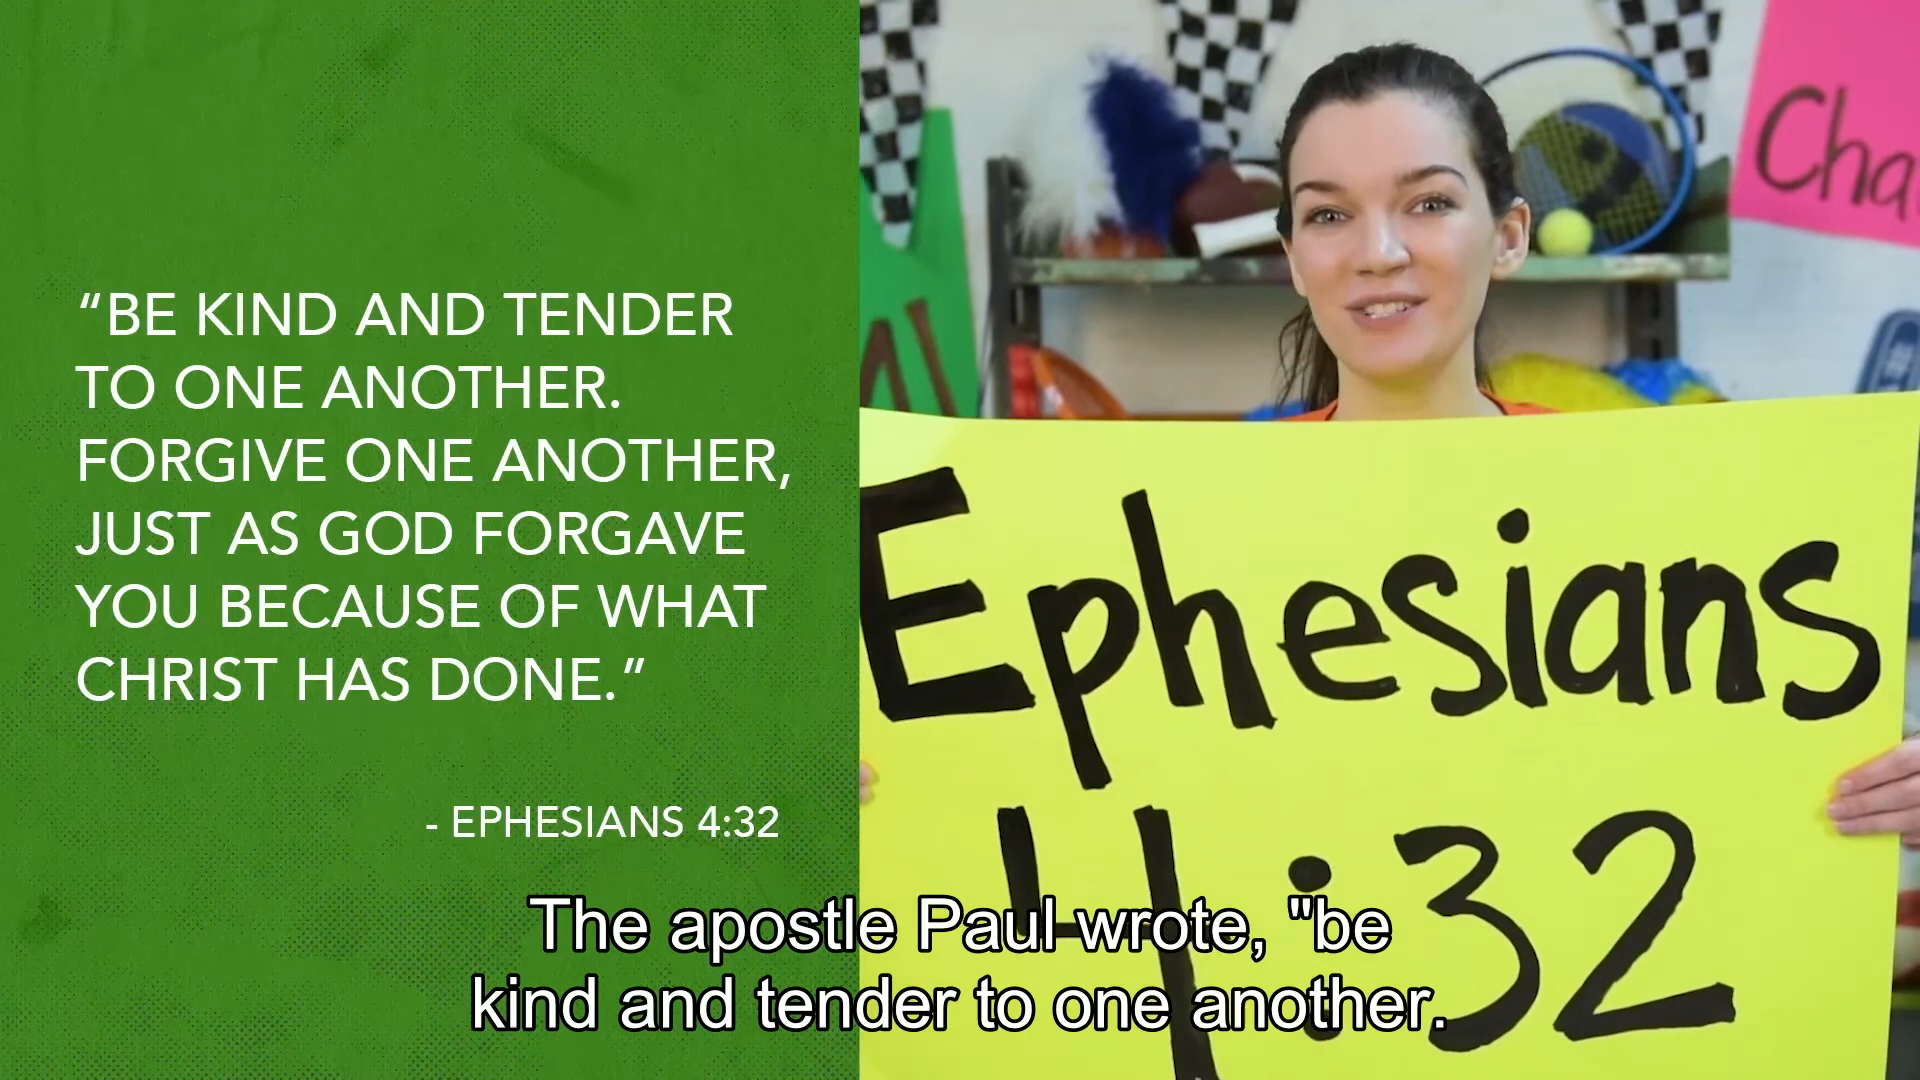 “BE KIND AND TENDER
TO ONE ANOTHER.
FORGIVE ONE ANOTHER,
JUST AS GOD FORGAVE
YOU BECAUSE OF WHAT
CHRIST HAS DONE.”
- EPHESIANS 4:32
Cha
Ephesians
4:32
The apostle Paul wrote, "be
kind and tender to one another.